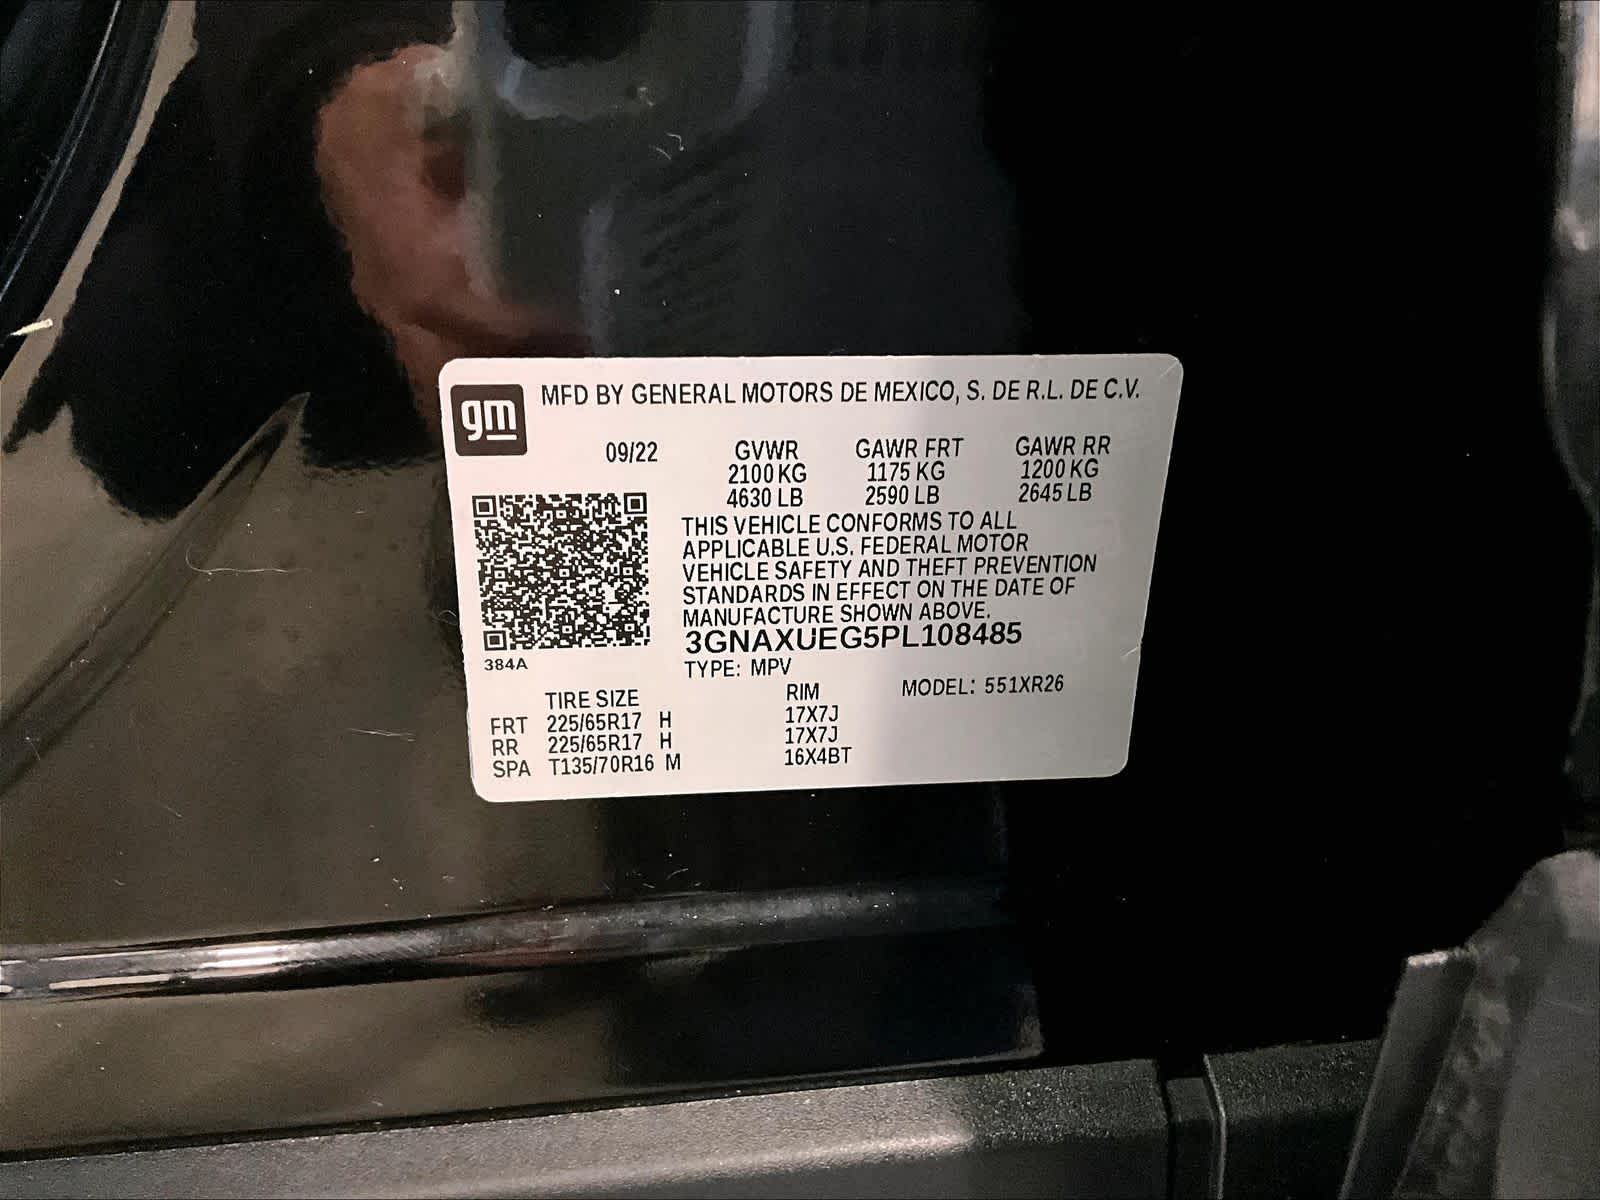 gm MFD BY GENERAL MOTORS DE MEXICO, S. DE R.L. DE C.V.
09/22 GVWR GAWR FRT GAWR RR
2100 KG 1175 KG 1200 KG
4630 LB 2590 LB 2645 LB
THIS VEHICLE CONFORMS TO ALL
APPLICABLE U.S. FEDERAL MOTOR
VEHICLE SAFETY AND THEFT PREVENTION
STANDARDS IN EFFECT ON THE DATE OF
MANUFACTURE SHOWN ABOVE.
3GNAXUEG5PL108485
384A TYPE: MPV
TIRE SIZE RIM MODEL: 551XR26
FRT 225/65R17 H 17X7J
RR 225/65R17 H 17X7J
SPA T135/70R16 M 16X4BT